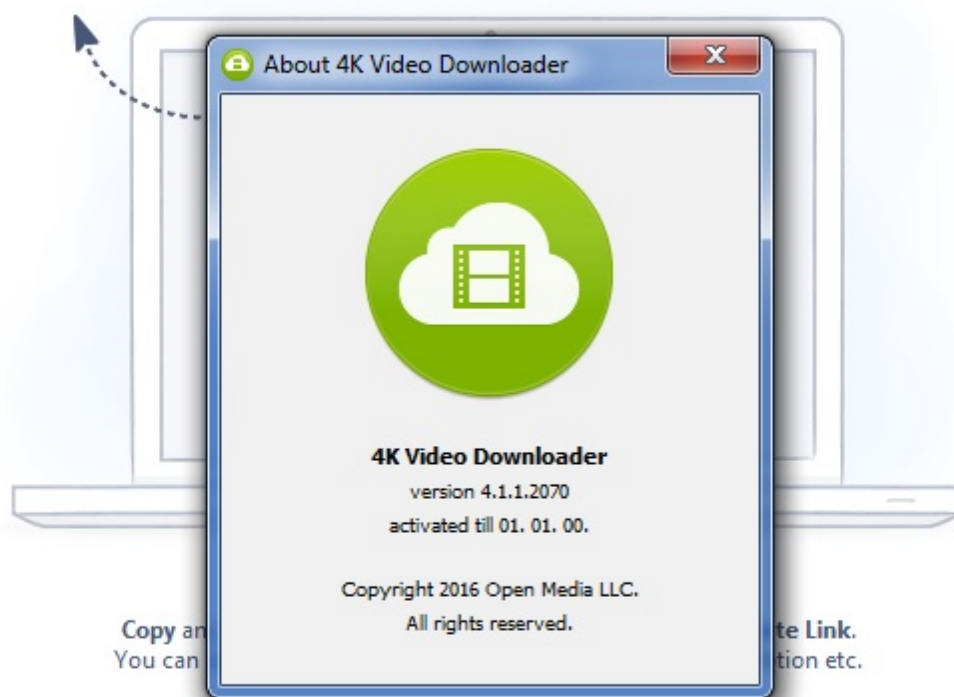 About 4K Video Downloader
4K Video Downloader
version 4.1.1.2070
activated till 01. 01. 00.
Copyright 2016 Open Media LLC.
All rights reserved.
Copy an
te Link.
You can
tion etc.